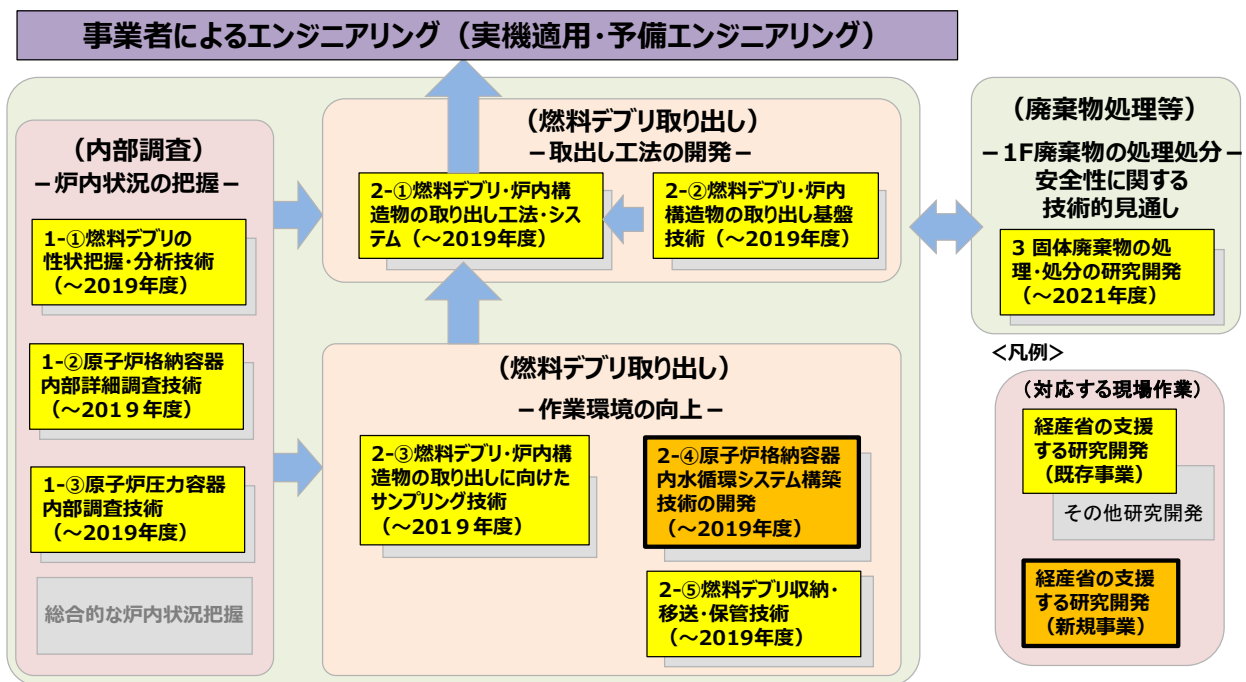 事業者によるエンジニアリング（実機適用・予備エンジニアリング）
（内部調査）
－炉内状況の把握－
1-①燃料デブリの
性状把握・分析技術
（～2019年度）
1-②原子炉格納容器
内部詳細調査技術
（～2019年度）
1-③原子炉圧力容器
内部調査技術
（～2019年度）
総合的な炉内状況把握
（燃料デブリ取り出し）
－取出し工法の開発－
2-①燃料デブリ・炉内構
造物の取り出し工法・シス
テム（～2019年度）
2-②燃料デブリ・炉内
構造物の取り出し基盤
技術（～2019年度）
（燃料デブリ取り出し）
－作業環境の向上－
2-③燃料デブリ・炉内構
造物の取り出しに向けた
サンプリング技術
（～2019年度）
2-④原子炉格納容器
内水循環システム構築
技術の開発
（～2019年度）
2-⑤燃料デブリ収納・
移送・保管技術
（～2019年度）
（廃棄物処理等）
－1F廃棄物の処理処分－
安全性に関する
技術的見通し
3 固体廃棄物の処
理・処分の研究開発
（～2021年度）
＜凡例＞
（対応する現場作業）
経産省の支援
する研究開発
（既存事業）
その他研究開発
経産省の支援
する研究開発
（新規事業）